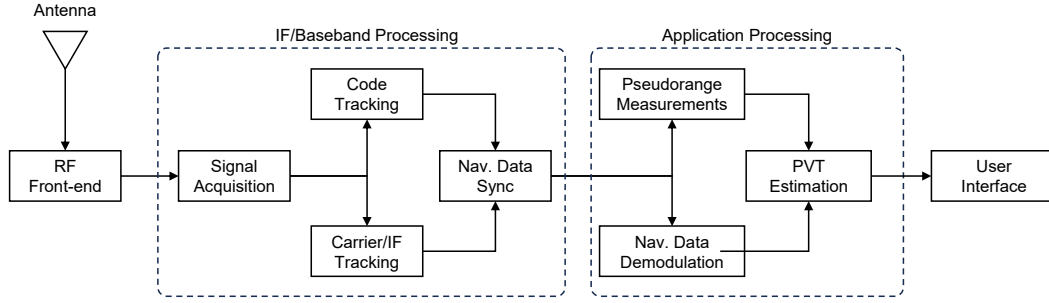 Antenna
IF/Baseband Processing
Application Processing
Code
Tracking
Pseudorange
Measurements
RF
Front-end
Signal
Acquisition
Nav. Data
Sync
PVT
Estimation
User
Interface
Carrier/IF
Tracking
Nav. Data
Demodulation